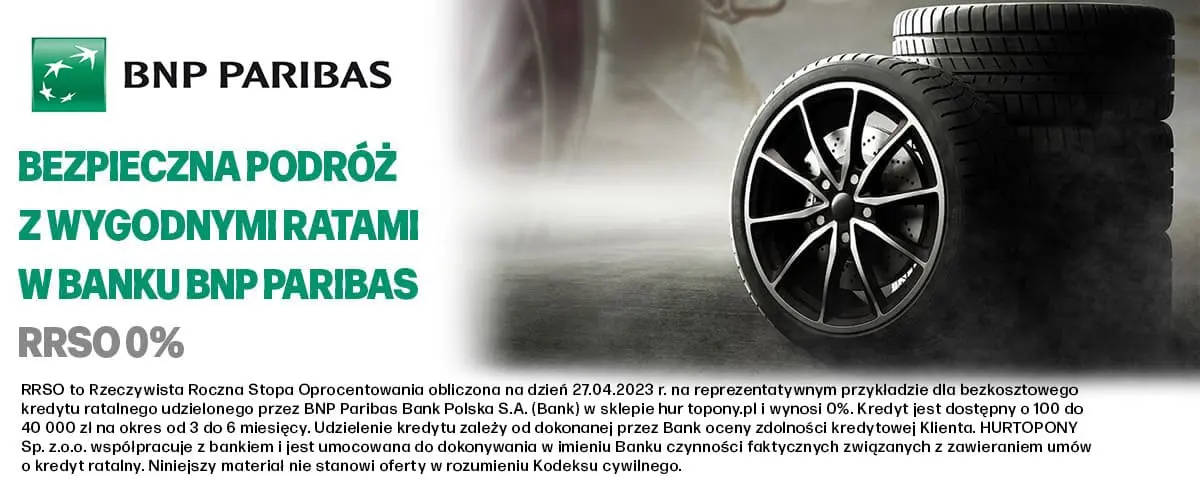 BNP PARIBAS
BEZPIECZNA PODRÓŻ
Z WYGODNYMI RATAMI
W BANKU BNP PARIBAS
RRSO 0%
RRSO to Rzeczywista Roczna Stopa Oprocentowania obliczona na dzień 27.04.2023 r. na reprezentatywnym przykładzie dla bezkosztowego
kredytu ratalnego udzielonego przez BNP Paribas Bank Polska S.A. (Bank) w sklepie hur topony.pl i wynosi 0%. Kredyt jest dostępny o 100 do
40 000 zl na okres od 3 do 6 miesięcy. Udzielenie kredytu zależy od dokonanej przez Bank oceny zdolności kredytowej Klienta. HURTOPONY
Sp. z.o.o. współpracuje z bankiem i jest umocowana do dokonywania w imieniu Banku czynności faktycznych związanych z zawieraniem umów
o kredyt ratalny. Niniejszy material nie stanowi oferty w rozumieniu Kodeksu cywilnego.